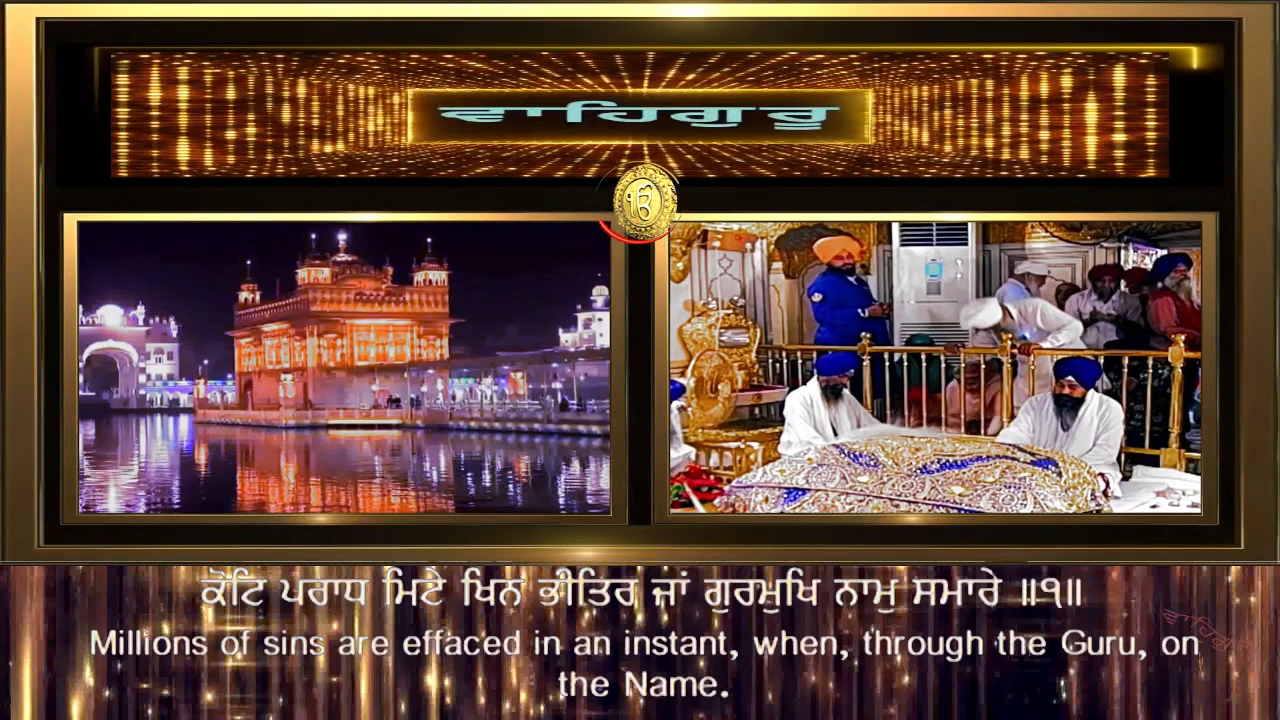 ਵਾਹਿਗੁਰੂ
ੴ
ਕੋਟਿ ਪਰਾਧ ਮਿਟੇ ਖਿਨ ਭੀਤਰਿ ਜਾਂ ਗੁਰਮੁਖਿ ਨਾਮੁ ਸਮਾਰੇ ॥੧॥
ਵਾਹਿਗੁਰੂ
Millions of sins are effaced in an instant, when, through the Guru, on
the Name.